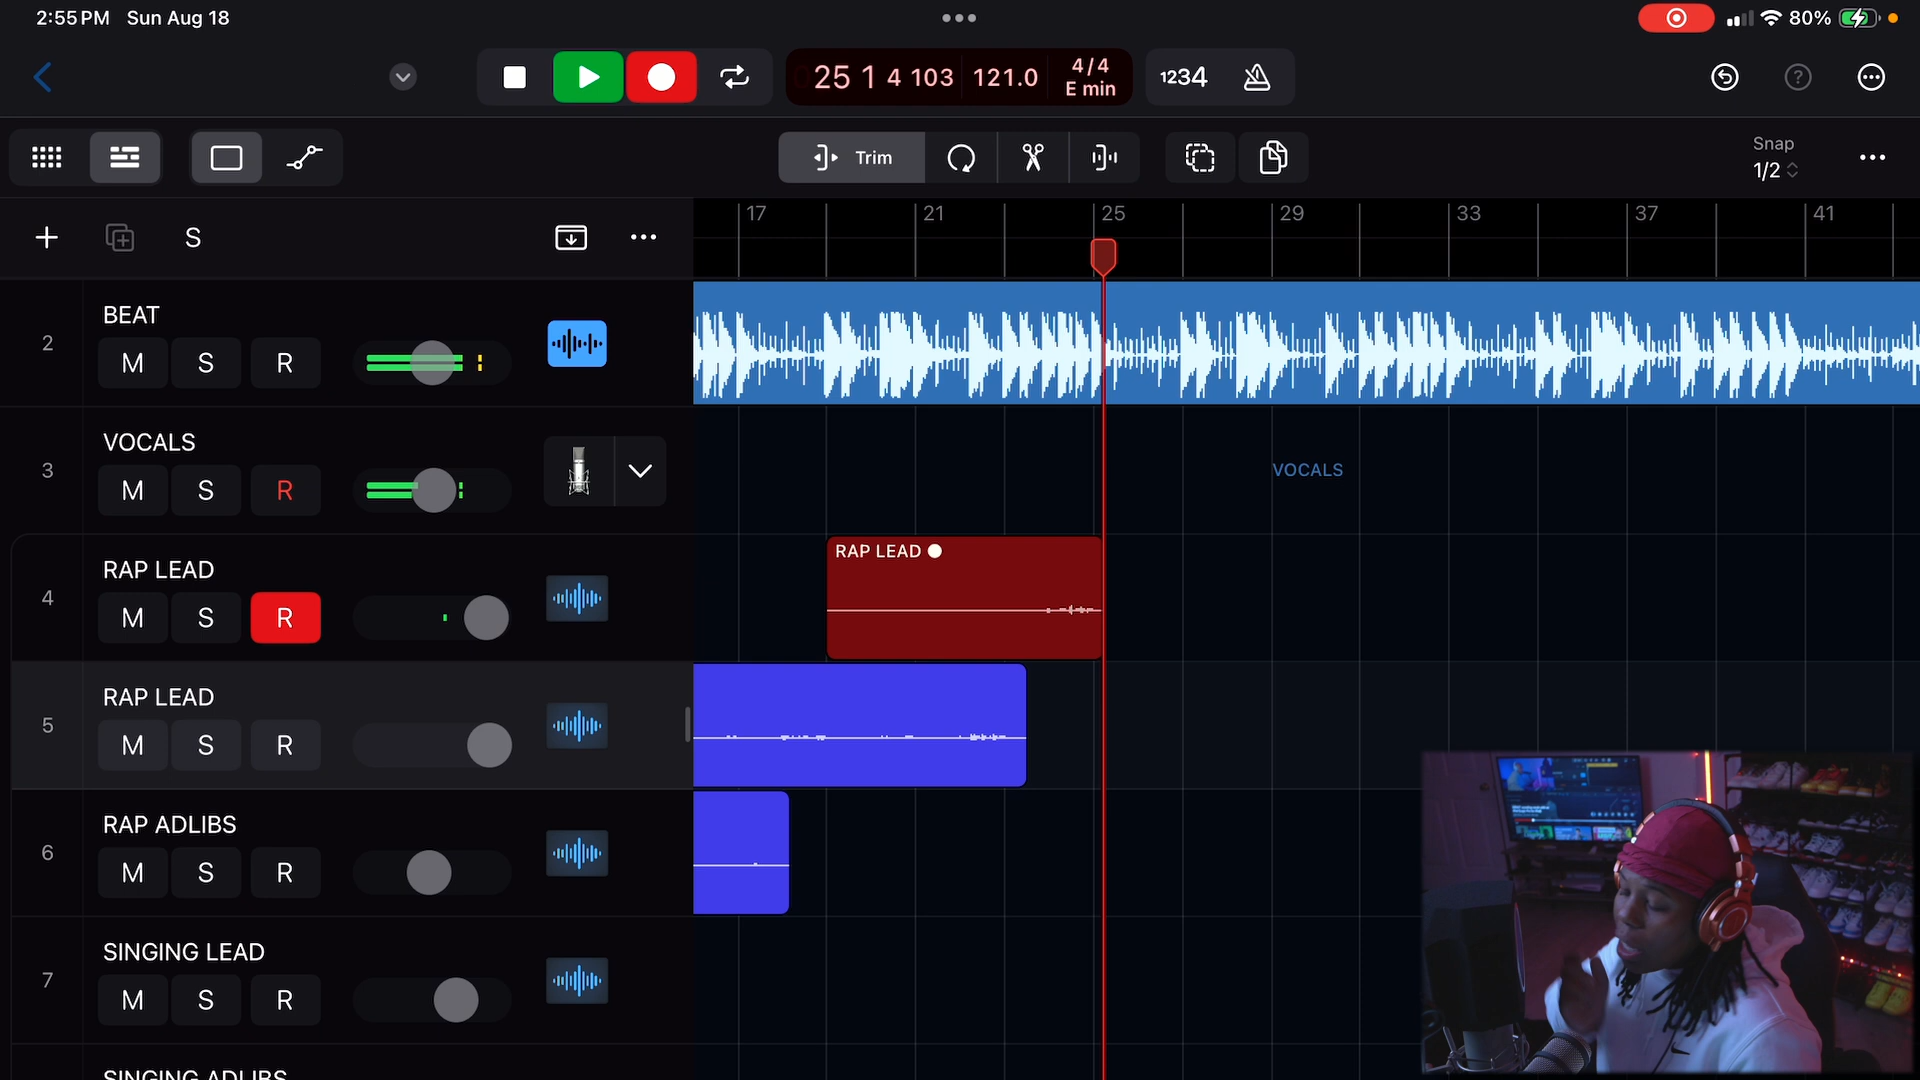 2:55 PM Sun Aug 18
80%
25 1 4 103 121.0 4/4 E min
1234
?
Trim
Snap
1/2
S
17 21 25 29 33 37 41
2
BEAT
M S R
3
VOCALS
M S R
VOCALS
4
RAP LEAD
M S R
RAP LEAD
5
RAP LEAD
M S R
6
RAP ADLIBS
M S R
7
SINGING LEAD
M S R
SINGING ADLIBS